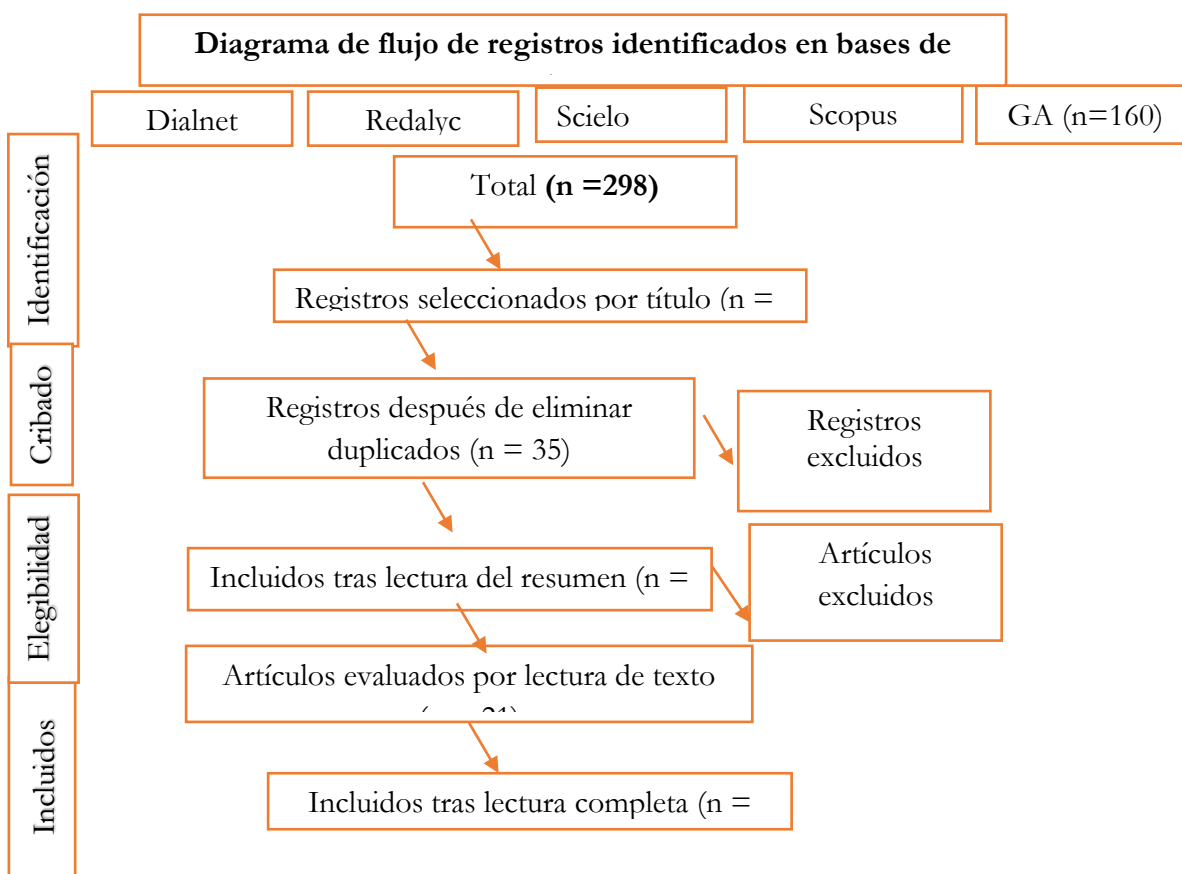 Diagrama de flujo de registros identificados en bases de
Dialnet
Redalyc
Scielo
Scopus
GA (n=160)
Identificación
Total (n =298)
Registros seleccionados por título (n =
Cribado
Registros después de eliminar
duplicados (n = 35)
Registros
excluidos
Elegibilidad
Incluidos tras lectura del resumen (n =
Artículos
excluidos
Artículos evaluados por lectura de texto
Incluidos
Incluidos tras lectura completa (n =